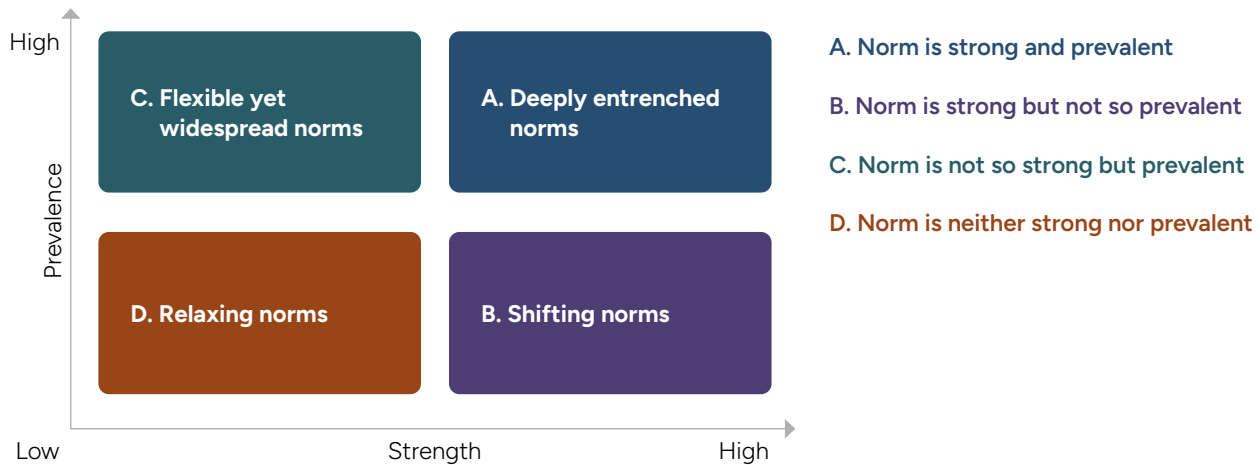 High
C. Flexible yet
widespread norms
A. Deeply entrenched
norms
Prevalence
D. Relaxing norms
B. Shifting norms
Low
Strength
High
A. Norm is strong and prevalent
B. Norm is strong but not so prevalent
C. Norm is not so strong but prevalent
D. Norm is neither strong nor prevalent